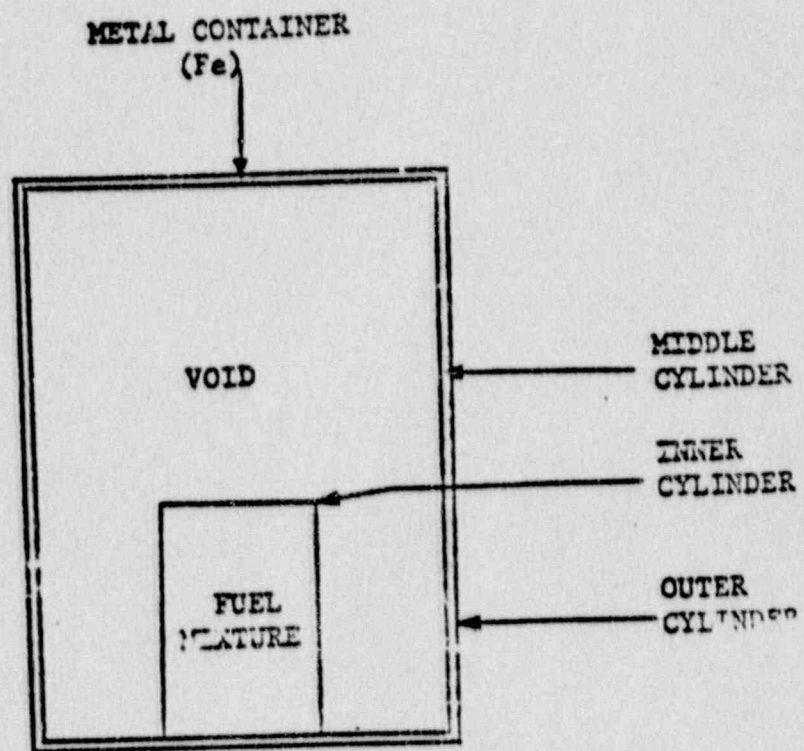 METAL CONTAINER
(Fe)
MIDDLE
CYLINDER
VOID
INNER
CYLINDER
FUEL
MIXTURE
OUTER
CYLINDER